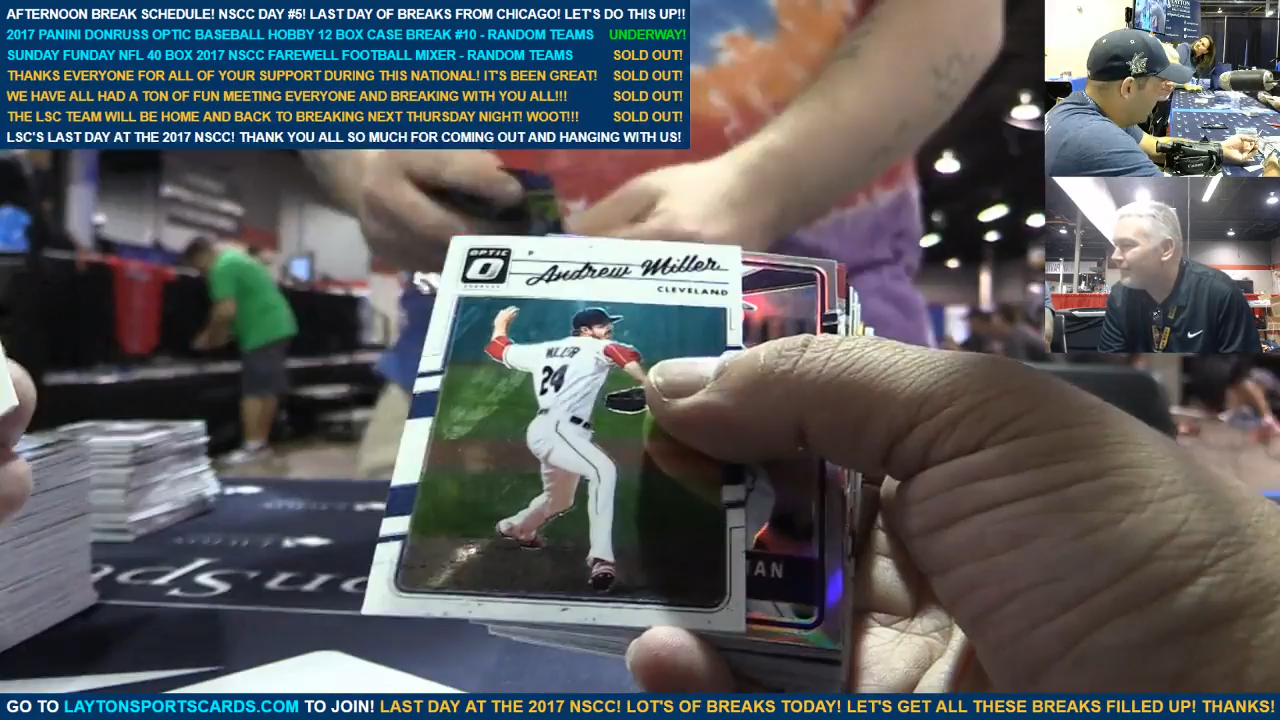 AFTERNOON BREAK SCHEDULE! NSCC DAY #5! LAST DAY OF BREAKS FROM CHICAGO! LET'S DO THIS UP!!
2017 PANINI DONRUSS OPTIC BASEBALL HOBBY 12 BOX CASE BREAK #10 - RANDOM TEAMS UNDERWAY!
SUNDAY FUNDAY NFL 40 BOX 2017 NSCC FAREWELL FOOTBALL MIXER - RANDOM TEAMS SOLD OUT!
THANKS EVERYONE FOR ALL OF YOUR SUPPORT DURING THIS NATIONAL! IT'S BEEN GREAT! SOLD OUT!
WE HAVE ALL HAD A TON OF FUN MEETING EVERYONE AND BREAKING WITH YOU ALL!!! SOLD OUT!
THE LSC TEAM WILL BE HOME AND BACK TO BREAKING NEXT THURSDAY NIGHT! WOOT!!! SOLD OUT!
LSC'S LAST DAY AT THE 2017 NSCC! THANK YOU ALL SO MUCH FOR COMING OUT AND HANGING WITH US!
OPTIC
P
Andrew Miller
CLEVELAND
24
GO TO LAYTONSPORTSCARDS.COM TO JOIN! LAST DAY AT THE 2017 NSCC! LOT'S OF BREAKS TODAY! LET'S GET ALL THESE BREAKS FILLED UP! THANKS!